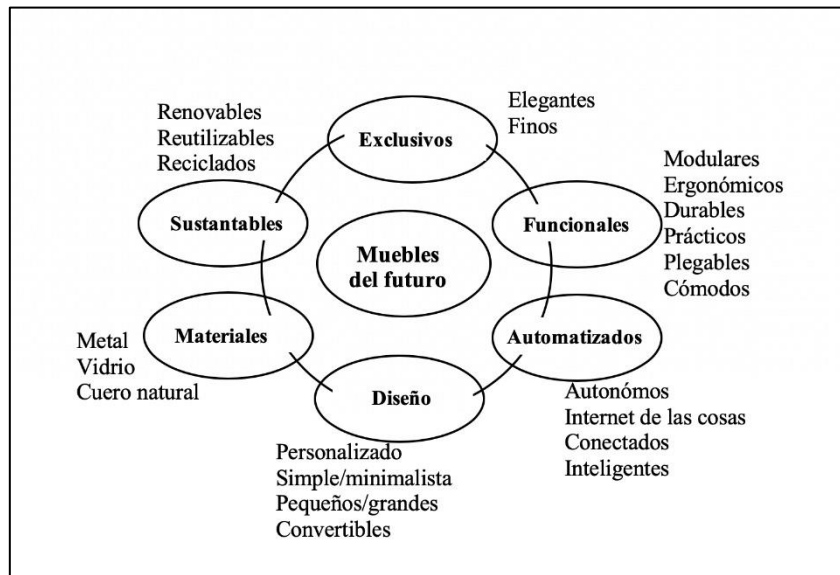 Exclusivos
Elegantes
Finos
Funcionales
Modulares
Ergonómicos
Durables
Prácticos
Plegables
Cómodos
Automatizados
Autonómos
Internet de las cosas
Conectados
Inteligentes
Diseño
Personalizado
Simple/minimalista
Pequeños/grandes
Convertibles
Materiales
Metal
Vidrio
Cuero natural
Sustantables
Renovables
Reutilizables
Reciclados
Muebles
del futuro